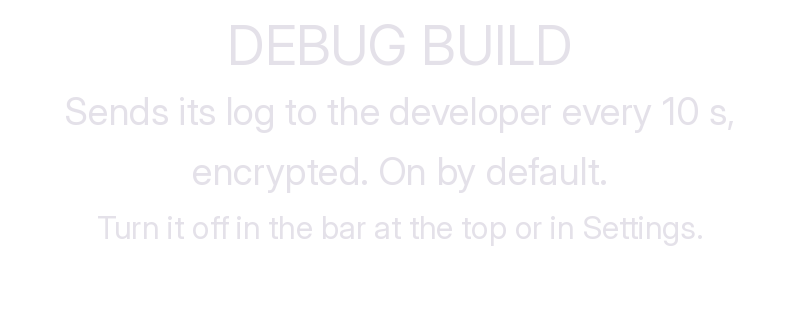 DEBUG BUILD
Sends its log to the developer every 10 s,
encrypted. On by default.
Turn it off in the bar at the top or in Settings.